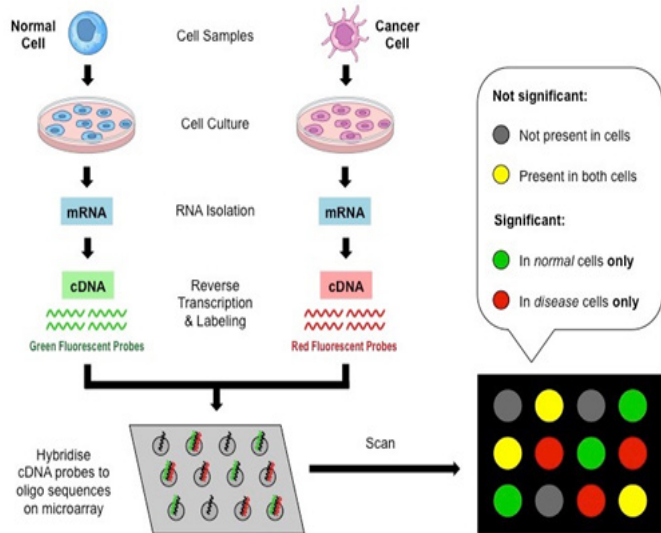 Normal
Cell
Cell Samples
Cancer
Cell
Cell Culture
mRNA
RNA Isolation
mRNA
cDNA
Reverse
Transcription
& Labeling
cDNA
Green Fluorescent Probes
Red Fluorescent Probes
Hybridise
cDNA probes to
oligo sequences
on microarray
Scan
Not significant:
Not present in cells
Present in both cells
Significant:
In normal cells only
In disease cells only